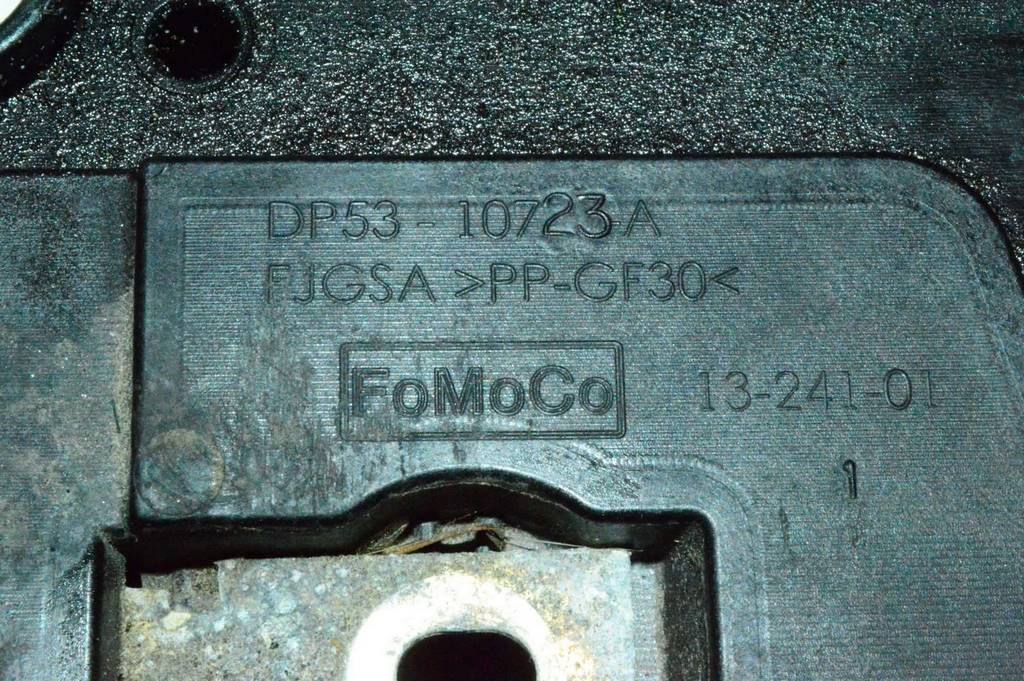 DP53 - 10723-A
FJGSA >PP-GF30<
FoMoCo
13-241-01
1